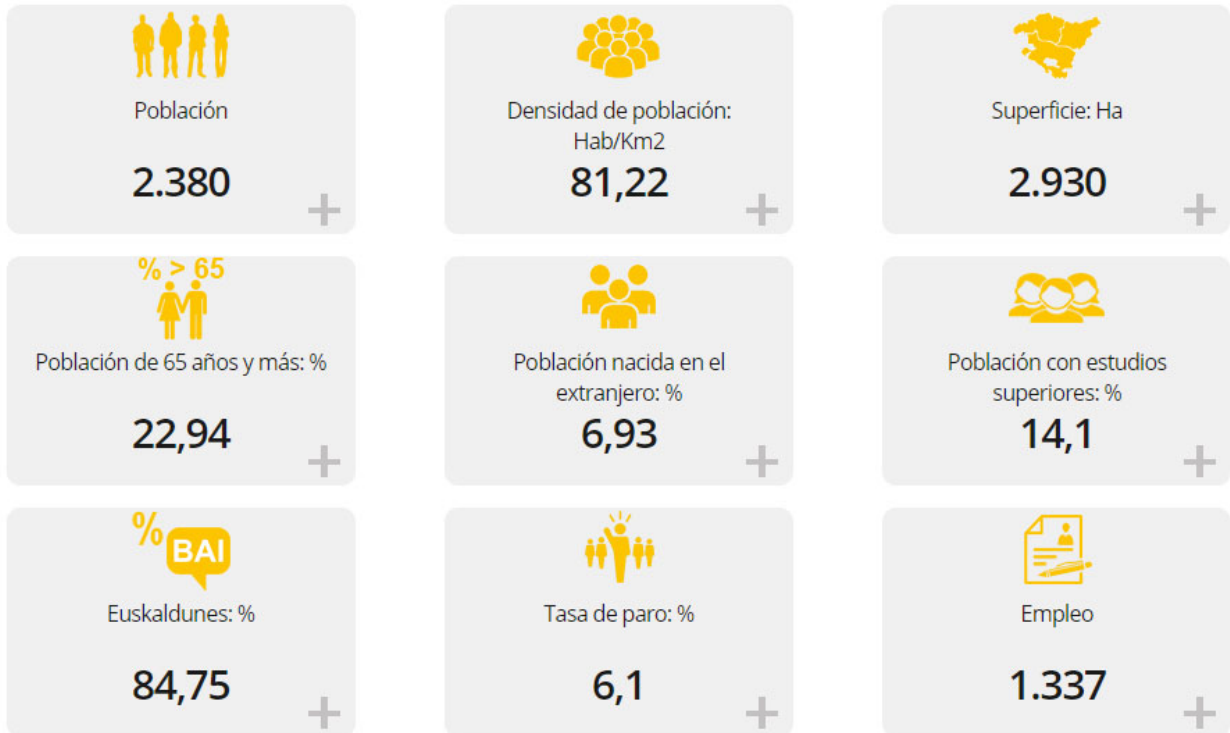 Población
2.380
Densidad de población:
Hab/Km2
81,22
Superficie: Ha
2.930
% > 65
Población de 65 años y más: %
22,94
Población nacida en el
extranjero: %
6,93
Población con estudios
superiores: %
14,1
%
BAI
Euskaldunes: %
84,75
Tasa de paro: %
6,1
Empleo
1.337